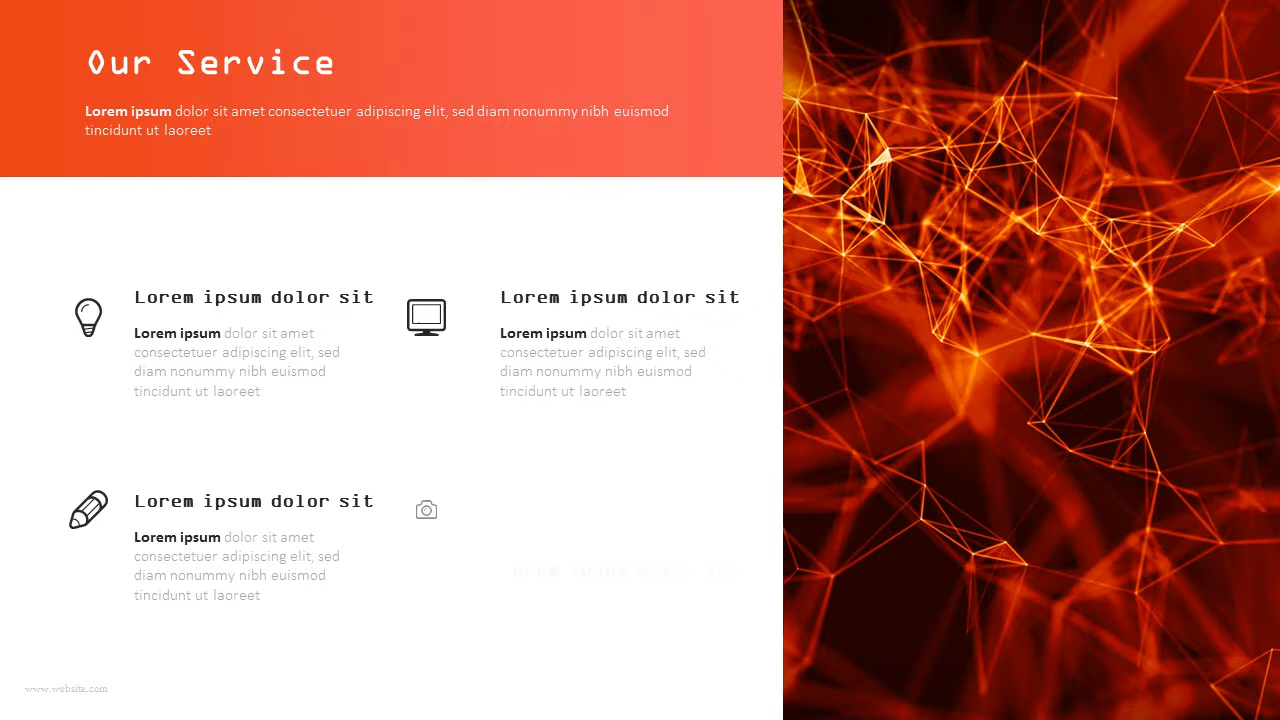 Our Service
Lorem ipsum dolor sit amet consectetuer adipiscing elit, sed diam nonummy nibh euismod
tincidunt ut laoreet
Lorem ipsum dolor sit
Lorem ipsum dolor sit amet
consectetuer adipiscing elit, sed
diam nonummy nibh euismod
tincidunt ut laoreet
Lorem ipsum dolor sit
Lorem ipsum dolor sit amet
consectetuer adipiscing elit, sed
diam nonummy nibh euismod
tincidunt ut laoreet
Lorem ipsum dolor sit
Lorem ipsum dolor sit amet
consectetuer adipiscing elit, sed
diam nonummy nibh euismod
tincidunt ut laoreet
www.website.com